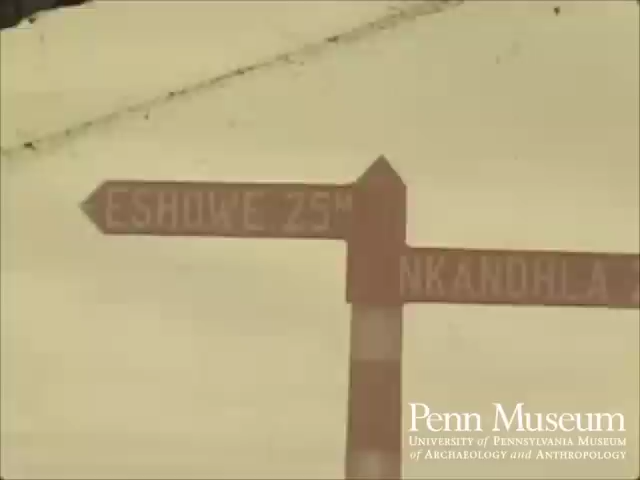 ESHOWE 25M
NKANDHLA
Penn Museum
UNIVERSITY of PENNSYLVANIA MUSEUM
of ARCHAEOLOGY and ANTHROPOLOGY